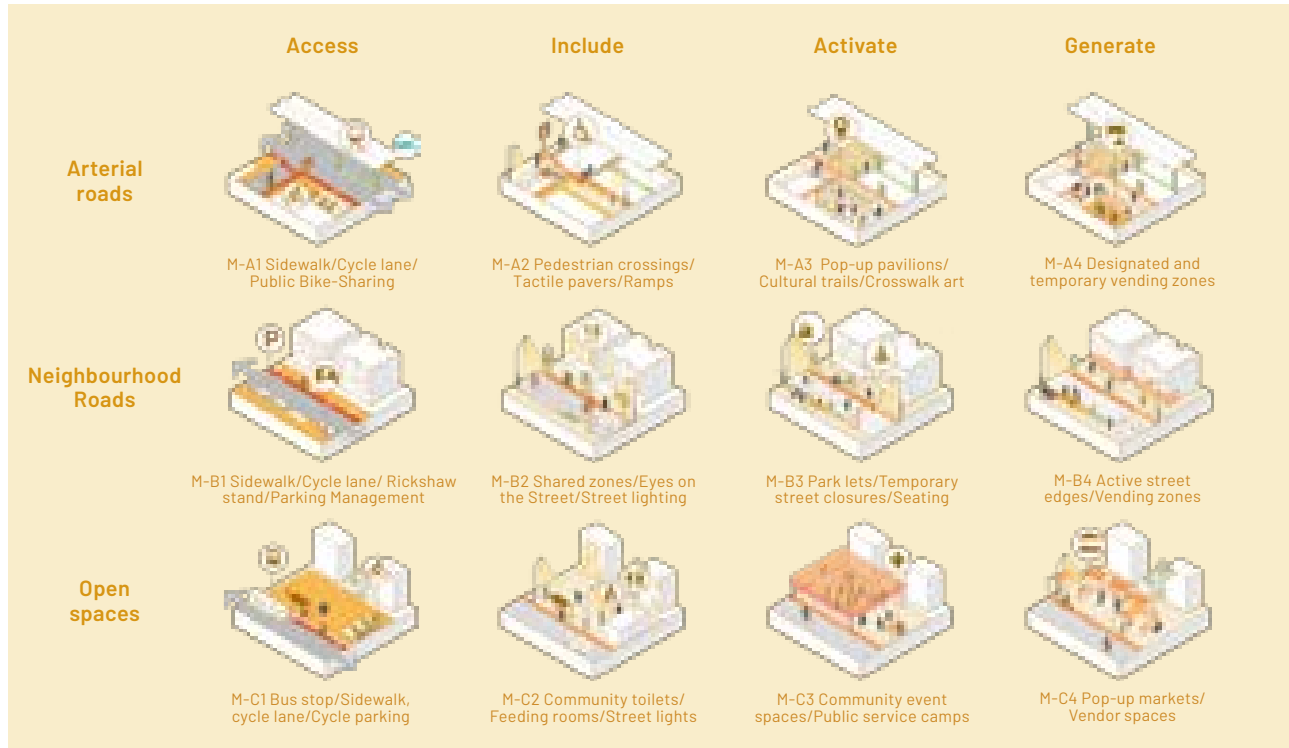 Access
Include
Activate
Generate
Arterial
roads
M-A1 Sidewalk/Cycle lane/
Public Bike-Sharing
M-A2 Pedestrian crossings/
Tactile pavers/Ramps
M-A3 Pop-up pavilions/
Cultural trails/Crosswalk art
M-A4 Designated and
temporary vending zones
Neighbourhood
Roads
P
M-B1 Sidewalk/Cycle lane/ Rickshaw
stand/Parking Management
M-B2 Shared zones/Eyes on
the Street/Street lighting
M-B3 Park lets/Temporary
street closures/Seating
M-B4 Active street
edges/Vending zones
Open
spaces
M-C1 Bus stop/Sidewalk,
cycle lane/Cycle parking
M-C2 Community toilets/
Feeding rooms/Street lights
M-C3 Community event
spaces/Public service camps
M-C4 Pop-up markets/
Vendor spaces